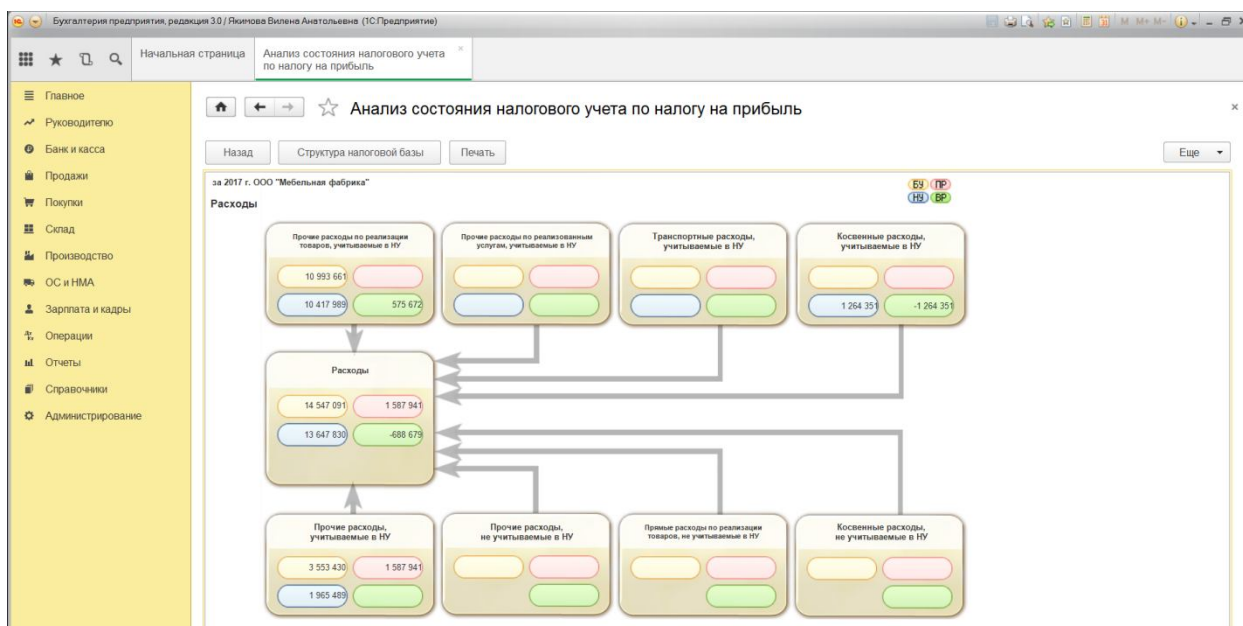 Бухгалтерия предприятия, редакция 3.0 / Якимова Вилена Анатольевна (1С:Предприятие)
M M+ M-
Начальная страница
Анализ состояния налогового учета
по налогу на прибыль
Главное
Руководителю
Банк и касса
Продажи
Покупки
Склад
Производство
ОС и НМА
Зарплата и кадры
Операции
Отчеты
Справочники
Администрирование
Анализ состояния налогового учета по налогу на прибыль
Назад
Структура налоговой базы
Печать
Еще
за 2017 г. ООО "Мебельная фабрика"
БУ ПР
НУ ВР
Расходы
Прочие расходы по реализации
товаров, учитываемые в НУ
10 993 661
10 417 989 575 672
Прочие расходы по реализованным
услугам, учитываемые в НУ
Транспортные расходы,
учитываемые в НУ
Косвенные расходы,
учитываемые в НУ
1 264 351 -1 264 351
Расходы
14 547 091 1 587 941
13 647 830 -688 679
Прочие расходы,
учитываемые в НУ
3 553 430 1 587 941
1 965 489
Прочие расходы,
не учитываемые в НУ
Прямые расходы по реализации
товаров, не учитываемые в НУ
Косвенные расходы,
не учитываемые в НУ